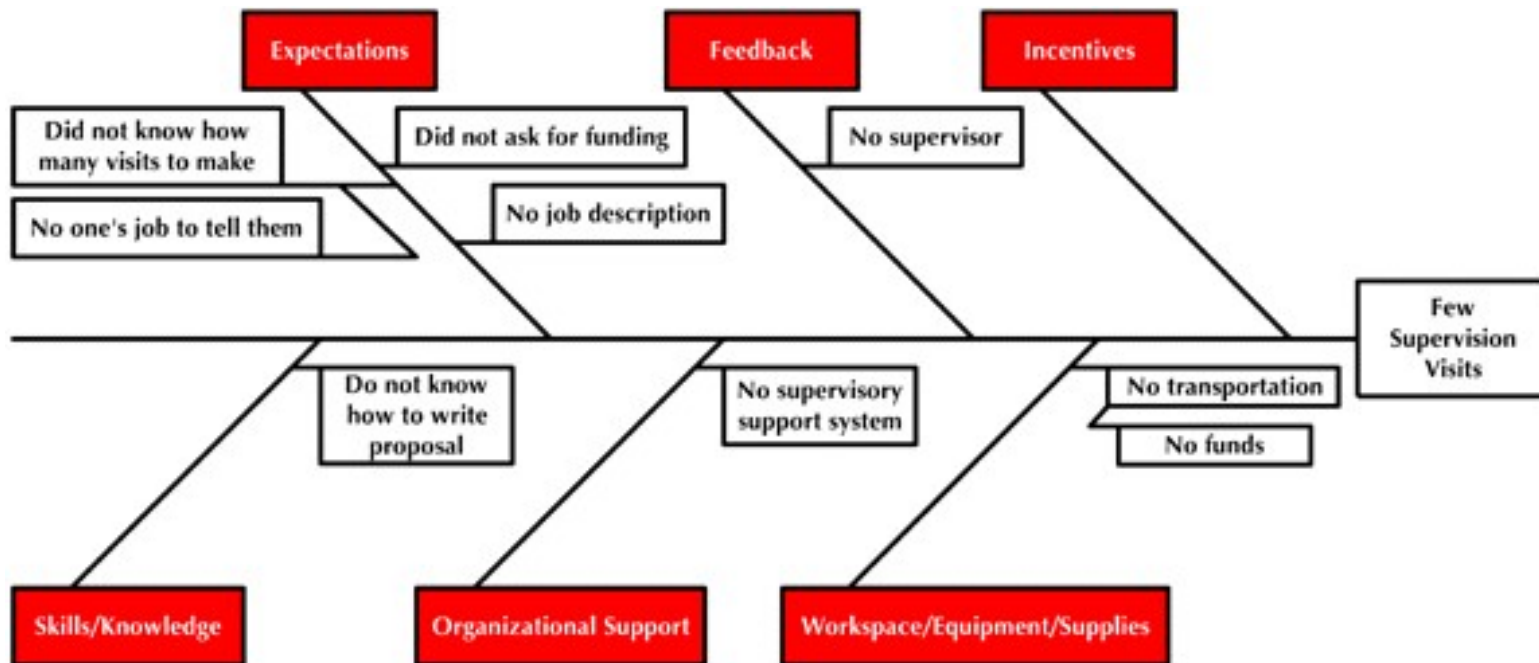 Expectations
Feedback
Incentives
Did not know how
many visits to make
Did not ask for funding
No supervisor
No one's job to tell them
No job description
Few
Supervision
Visits
Do not know
how to write
proposal
No supervisory
support system
No transportation
No funds
Skills/Knowledge
Organizational Support
Workspace/Equipment/Supplies